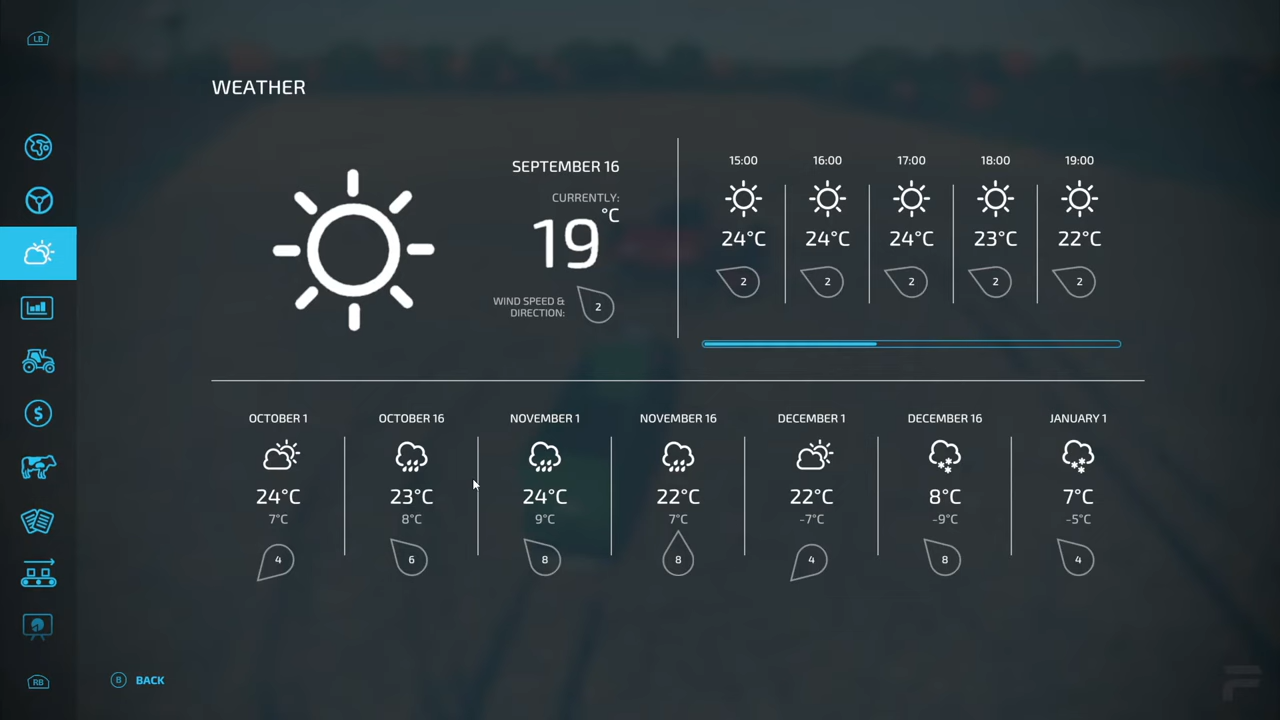 LB
WEATHER
SEPTEMBER 16
CURRENTLY:
19 °C
WIND SPEED &
DIRECTION:
2
15:00 16:00 17:00 18:00 19:00
24°C 24°C 24°C 23°C 22°C
2 2 2 2 2
OCTOBER 1 OCTOBER 16 NOVEMBER 1 NOVEMBER 16 DECEMBER 1 DECEMBER 16 JANUARY 1
24°C 23°C 24°C 22°C 22°C 8°C 7°C
7°C 8°C 9°C 7°C -7°C -9°C -5°C
4 6 8 8 4 8 4
RB
B BACK